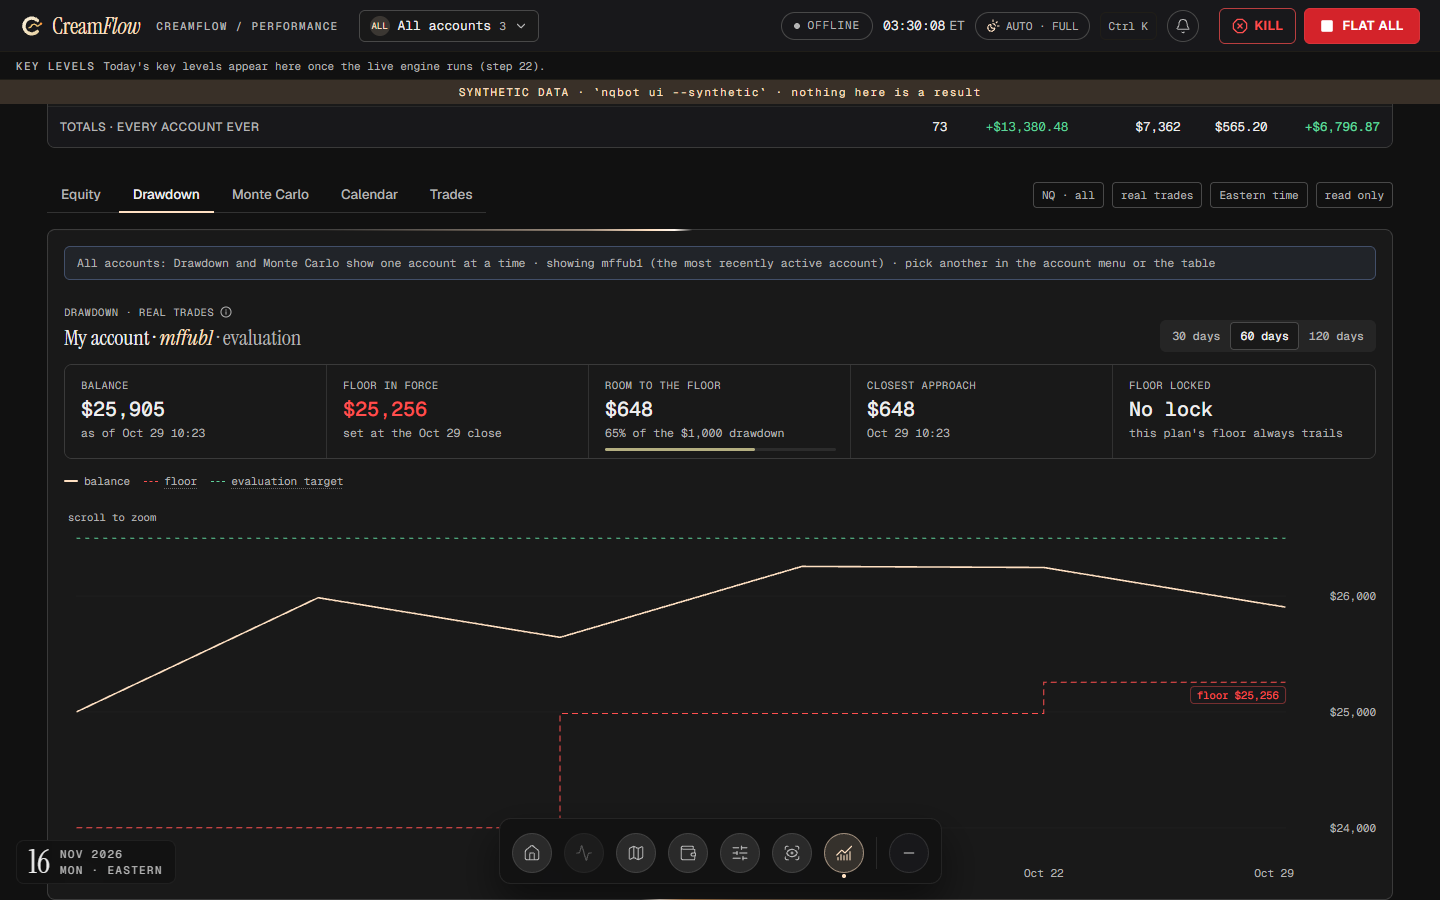 CreamFlow CREAMFLOW / PERFORMANCE ALL All accounts 3 OFFLINE 03:30:08 ET AUTO · FULL Ctrl K KILL FLAT ALL
KEY LEVELS Today's key levels appear here once the live engine runs (step 22).
SYNTHETIC DATA · `nqbot ui --synthetic` · nothing here is a result
TOTALS · EVERY ACCOUNT EVER 73 +$13,380.48 $7,362 $565.20 +$6,796.87
Equity Drawdown Monte Carlo Calendar Trades NQ · all real trades Eastern time read only
All accounts: Drawdown and Monte Carlo show one account at a time · showing mffub1 (the most recently active account) · pick another in the account menu or the table
DRAWDOWN · REAL TRADES
My account · mffub1 · evaluation 30 days 60 days 120 days
BALANCE FLOOR IN FORCE ROOM TO THE FLOOR CLOSEST APPROACH FLOOR LOCKED
$25,905 $25,256 $648 $648 No lock
as of Oct 29 10:23 set at the Oct 29 close 65% of the $1,000 drawdown Oct 29 10:23 this plan's floor always trails
balance floor evaluation target
scroll to zoom
$26,000
floor $25,256
$25,000
$24,000
16 NOV 2026
MON · EASTERN
Oct 22 Oct 29